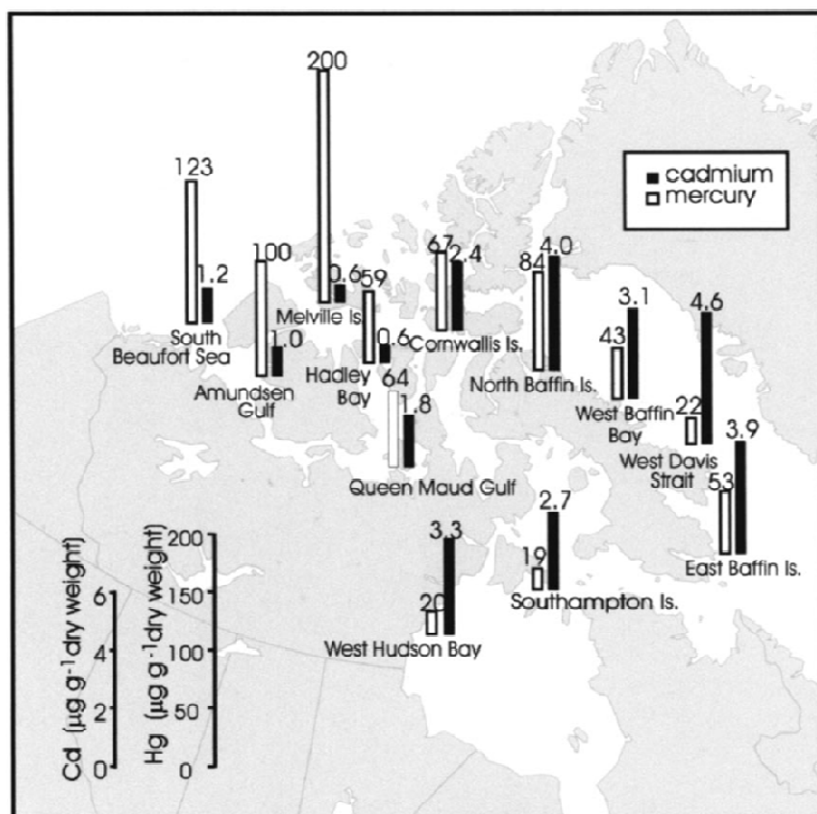 200
123
cadmium
mercury
100
67
4.0
1.2
0.6
59
2.4
84
3.1
4.6
South
Beaufort Sea
Melville Is.
0.6
Cornwallis Is.
43
1.0
Hadley
Bay
North Baffin Is.
Amundsen
Gulf
64
1.8
West Baffin
Bay
22
3.9
West Davis
Strait
Queen Maud Gulf
53
2.7
3.3
19
East Baffin Is.
20
Southampton Is.
West Hudson Bay
Cd (µg g-1 dry weight)
6
4
2
0
Hg (µg g-1 dry weight)
200
150
100
50
0